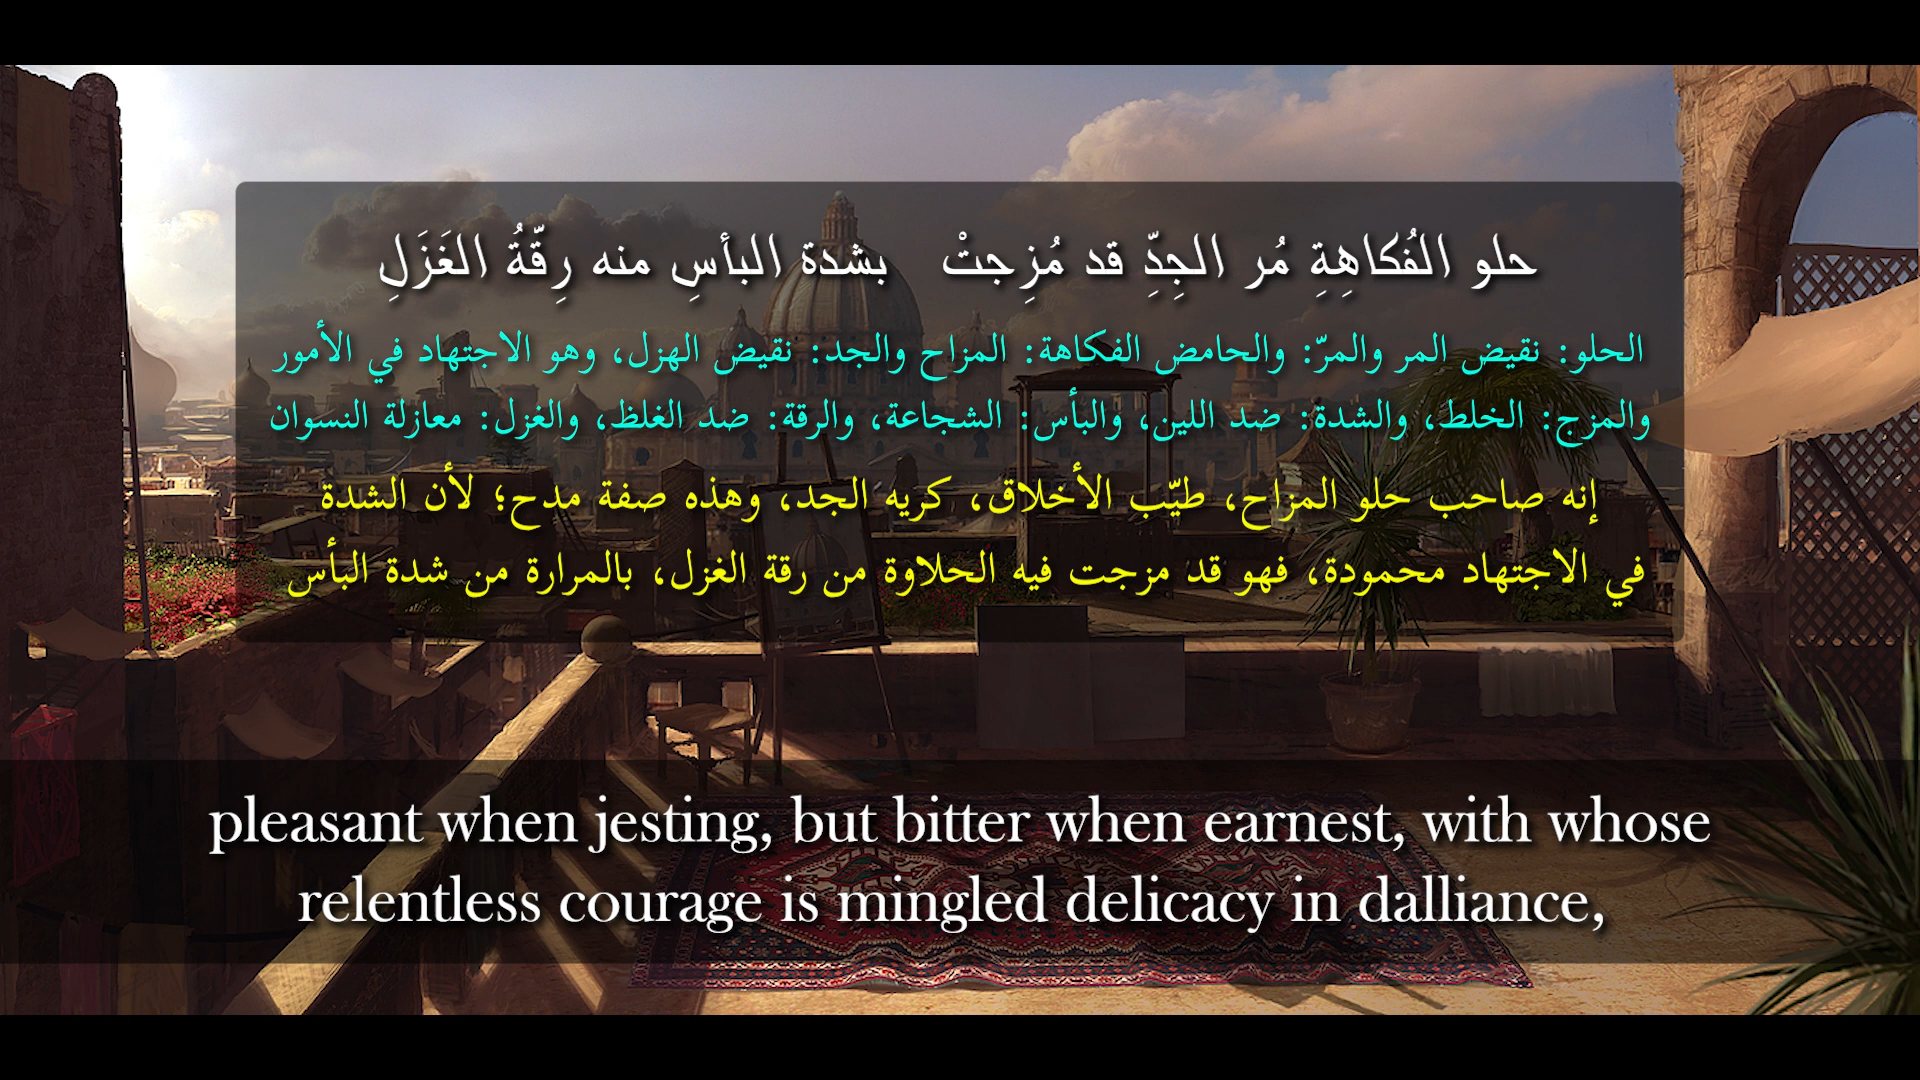 حلو الفُكاهِةِ مُر الجِدِّ قد مُزِجتْ بشدة البأسِ منه رِقّةُ الغَزَلِ
الحلو: نقيض المر والمرّ: والحامض الفكاهة: المزاح والجد: نقيض الهزل، وهو الاجتهاد في الأمور
والمزج: الخلط، والشدة: ضد اللين، والبأس: الشجاعة، والرقة: ضد الغلظ، والغزل: معازلة النسوان
إنه صاحب حلو المزاح، طيّب الأخلاق، كريه الجد، وهذه صفة مدح؛ لأن الشدة
في الاجتهاد محمودة، فهو قد مزجت فيه الحلاوة من رقة الغزل، بالمرارة من شدة البأس
pleasant when jesting, but bitter when earnest, with whose
relentless courage is mingled delicacy in dalliance,